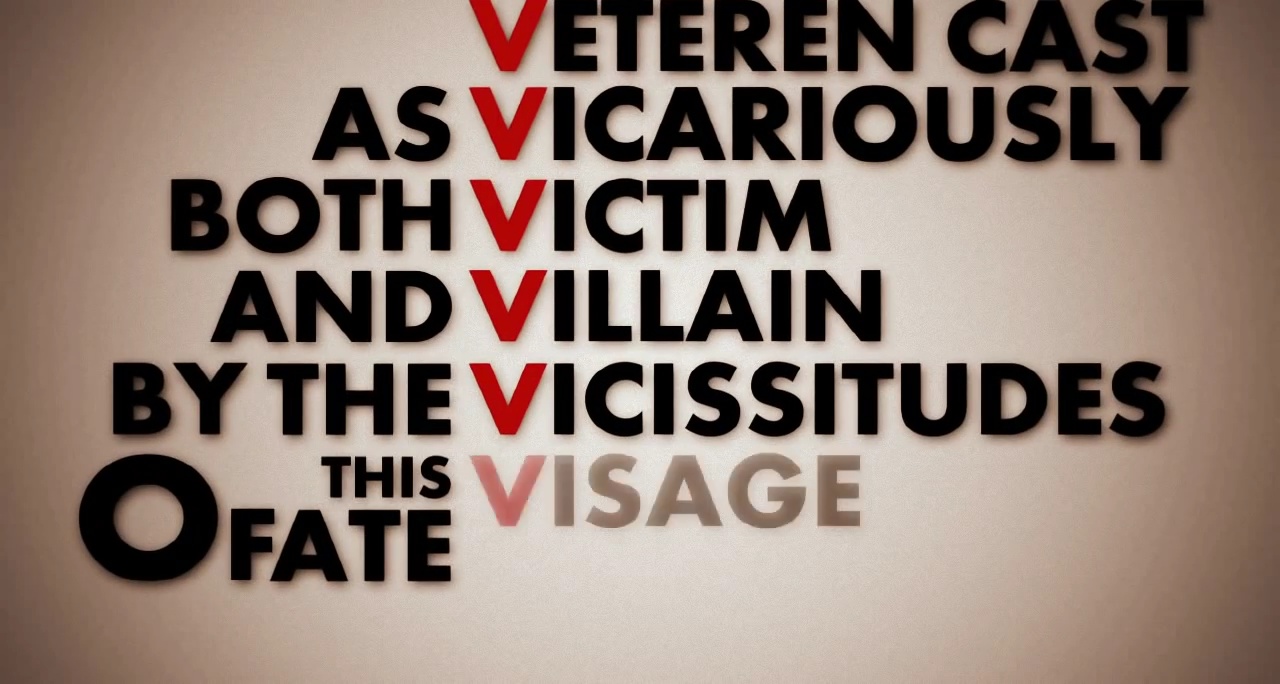 VETEREN CAST
AS VICARIOUSLY
BOTH VICTIM
AND VILLAIN
BY THE VICISSITUDES
O FATE
THIS VISAGE